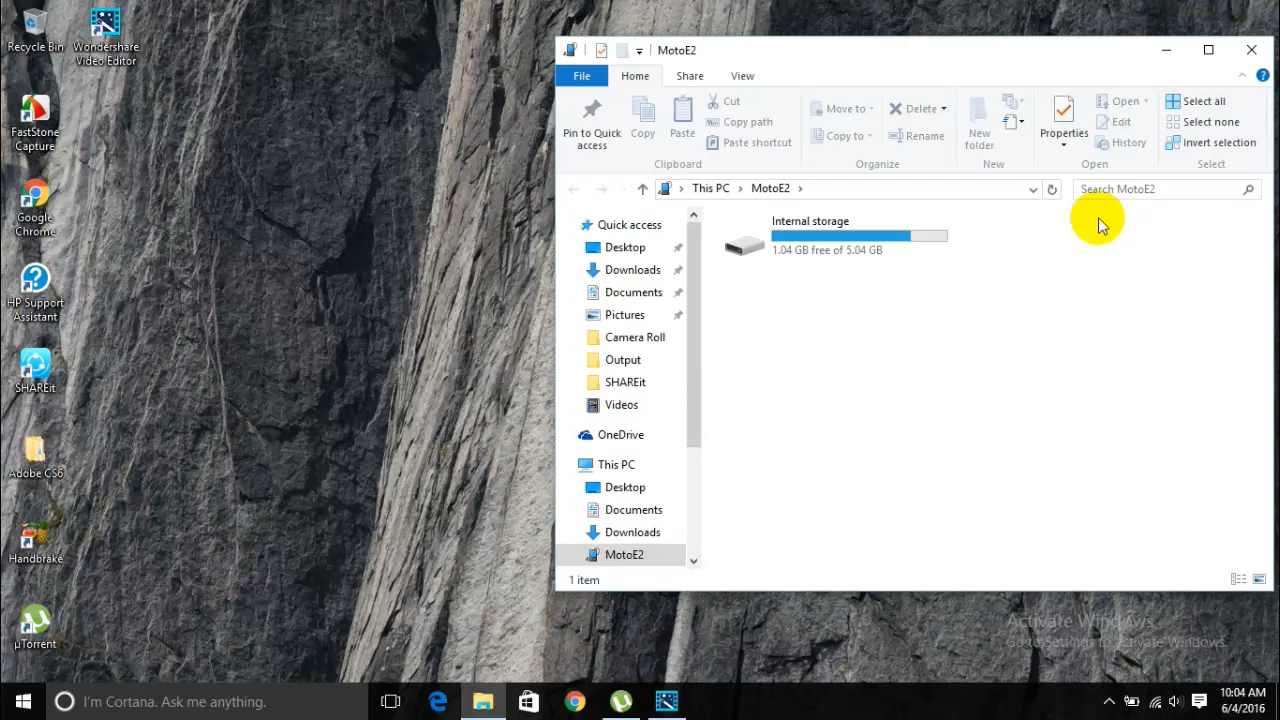 Recycle Bin
Wondershare
Video Editor
FastStone
Capture
Google
Chrome
HP Support
Assistant
SHAREit
Adobe CS6
Handbrake
µTorrent
MotoE2
File
Home
Share
View
Pin to Quick
access
Copy
Paste
Cut
Copy path
Paste shortcut
Clipboard
Move to
Copy to
Delete
Rename
Organize
New
folder
New
Properties
Open
Edit
History
Open
Select all
Select none
Invert selection
Select
This PC
MotoE2
Search MotoE2
Quick access
Desktop
Downloads
Documents
Pictures
Camera Roll
Output
SHAREit
Videos
OneDrive
This PC
Desktop
Documents
Downloads
MotoE2
Internal storage
1.04 GB free of 5.04 GB
1 item
Activate Windows
Go to Settings to activate Windows.
I'm Cortana. Ask me anything.
10:04 AM
6/4/2016